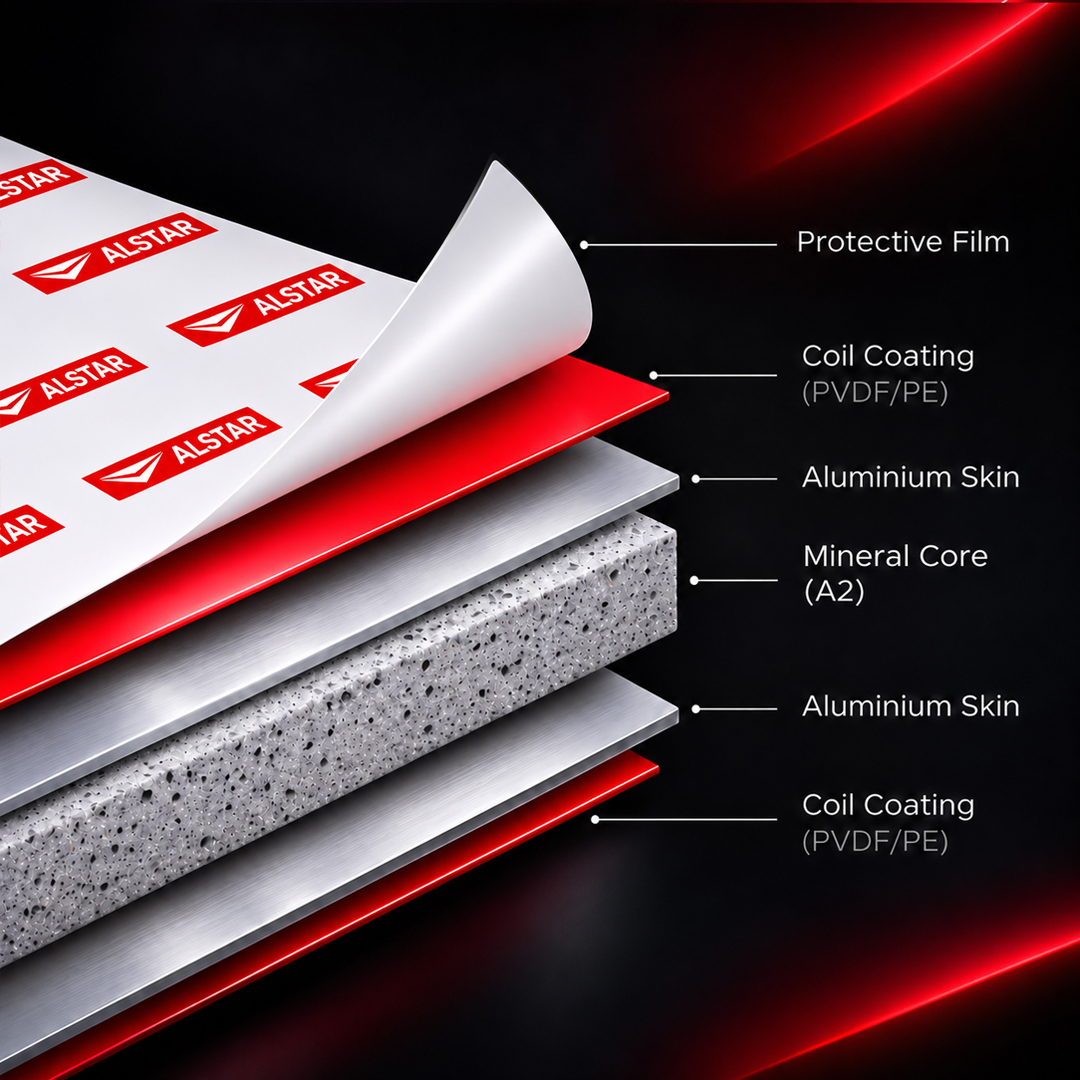 ALSTAR
ALSTAR
ALSTAR
ALSTAR
ALSTAR
Protective Film
Coil Coating
(PVDF/PE)
Aluminium Skin
Mineral Core
(A2)
Aluminium Skin
Coil Coating
(PVDF/PE)